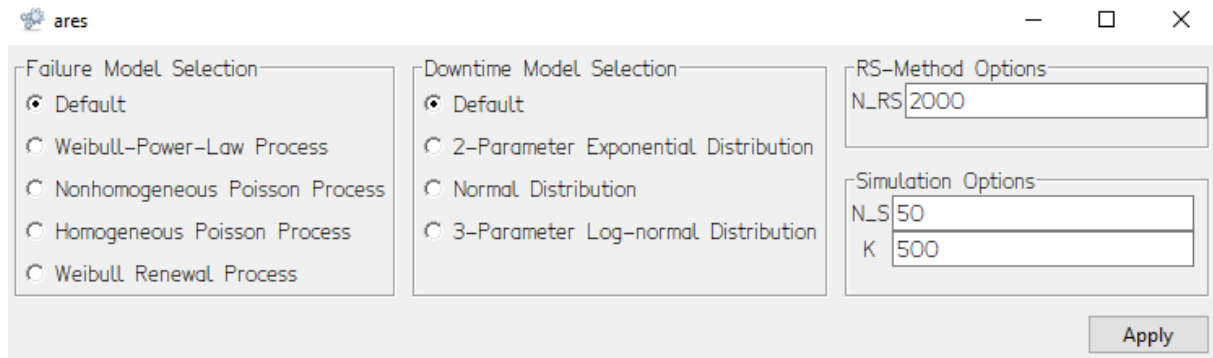 ares
Failure Model Selection
Default
Weibull-Power-Law Process
Nonhomogeneous Poisson Process
Homogeneous Poisson Process
Weibull Renewal Process
Downtime Model Selection
Default
2-Parameter Exponential Distribution
Normal Distribution
3-Parameter Log-normal Distribution
RS-Method Options
N_RS 2000
Simulation Options
N_S 50
K 500
Apply